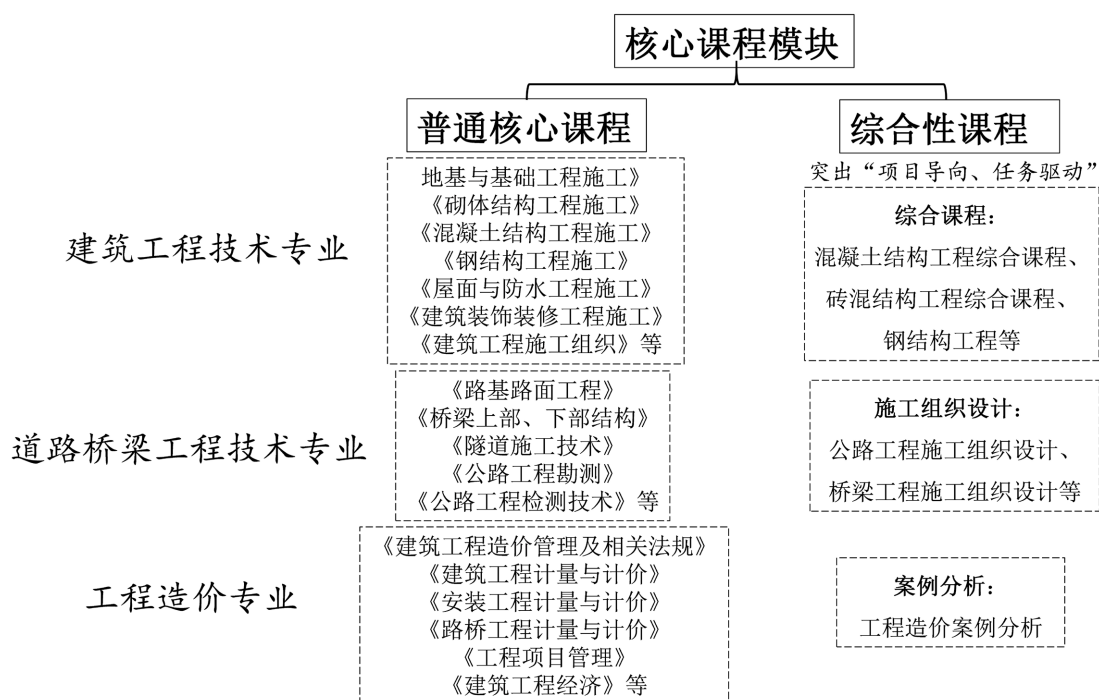 核心课程模块
普通核心课程
综合性课程
突出“项目导向、任务驱动”
建筑工程技术专业
地基与基础工程施工》
《砌体结构工程施工》
《混凝土结构工程施工》
《钢结构工程施工》
《屋面与防水工程施工》
《建筑装饰装修工程施工》
《建筑工程施工组织》等
综合课程：
混凝土结构工程综合课程、
砖混结构工程综合课程、
钢结构工程等
道路桥梁工程技术专业
《路基路面工程》
《桥梁上部、下部结构》
《隧道施工技术》
《公路工程勘测》
《公路工程检测技术》等
施工组织设计：
公路工程施工组织设计、
桥梁工程施工组织设计等
工程造价专业
《建筑工程造价管理及相关法规》
《建筑工程计量与计价》
《安装工程计量与计价》
《路桥工程计量与计价》
《工程项目管理》
《建筑工程经济》等
案例分析：
工程造价案例分析